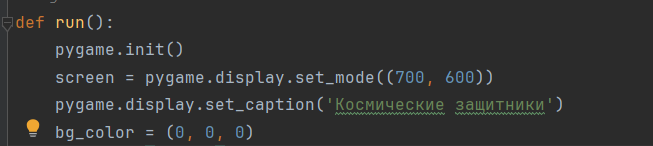 def run():
    pygame.init()
    screen = pygame.display.set_mode((700, 600))
    pygame.display.set_caption('Космические защитники')
    bg_color = (0, 0, 0)